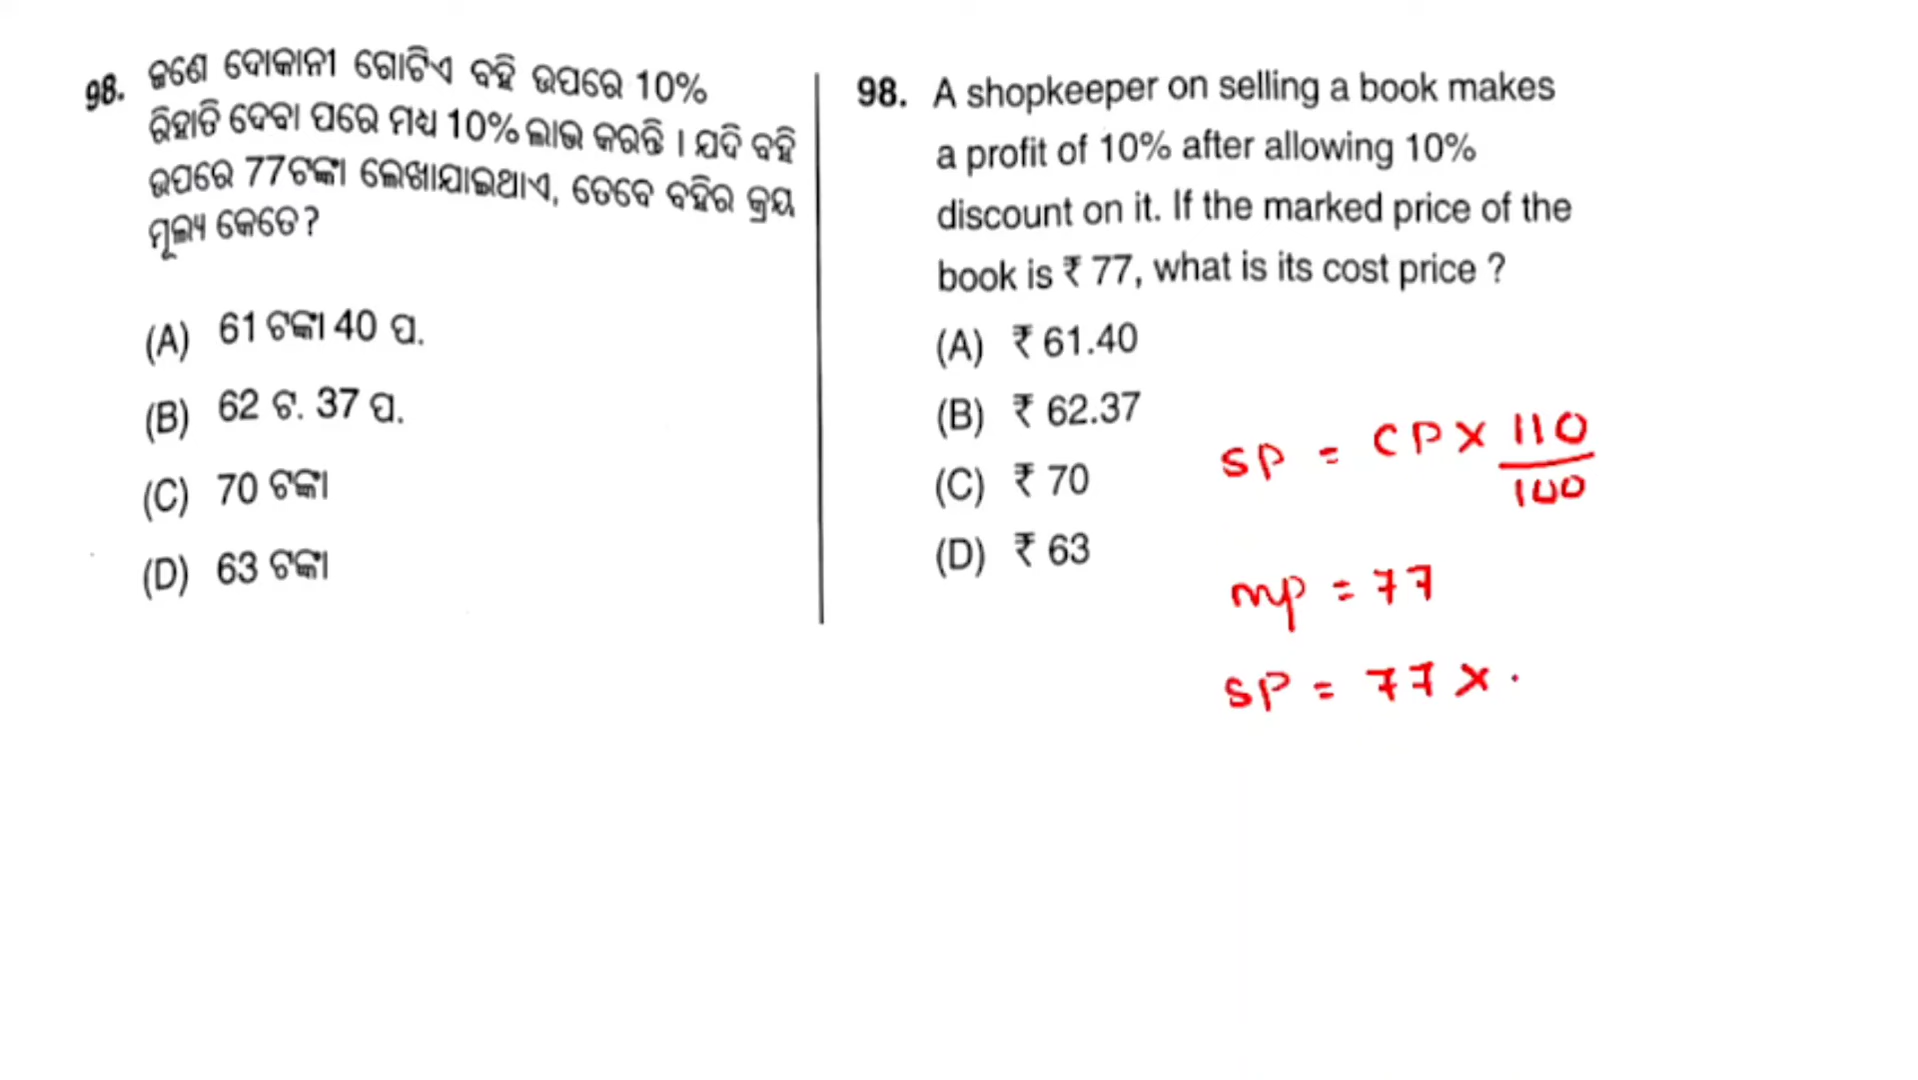 98. ଜଣେ ଦୋକାନୀ ଗୋଟିଏ ବହି ଉପରେ 10%
ରିହାତି ଦେବା ପରେ ମଧ୍ୟ 10% ଲାଭ କରନ୍ତି । ଯଦି ବହି
ଉପରେ 77ଟଙ୍କା ଲେଖାଯାଇଥାଏ, ତେବେ ବହିର କ୍ରୟ
ମୂଲ୍ୟ କେତେ ?
(A) 61 ଟଙ୍କା 40 ପ.
(B) 62 ଟ. 37 ପ.
(C) 70 ଟଙ୍କା
(D) 63 ଟଙ୍କା
98. A shopkeeper on selling a book makes
a profit of 10% after allowing 10%
discount on it. If the marked price of the
book is ₹ 77, what is its cost price ?
(A) ₹ 61.40
(B) ₹ 62.37
(C) ₹ 70
(D) ₹ 63
SP = CP X 110
100
mp = 77
SP = 77 X